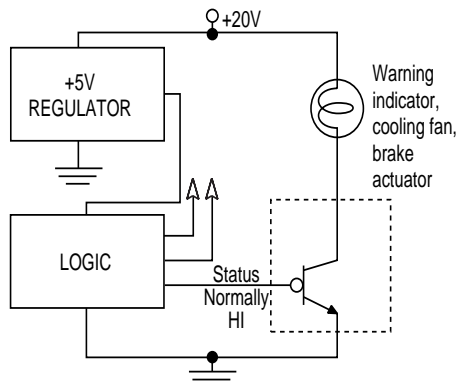 +20V
+5V
REGULATOR
Warning
indicator,
cooling fan,
brake
actuator
LOGIC
Status
Normally
HI